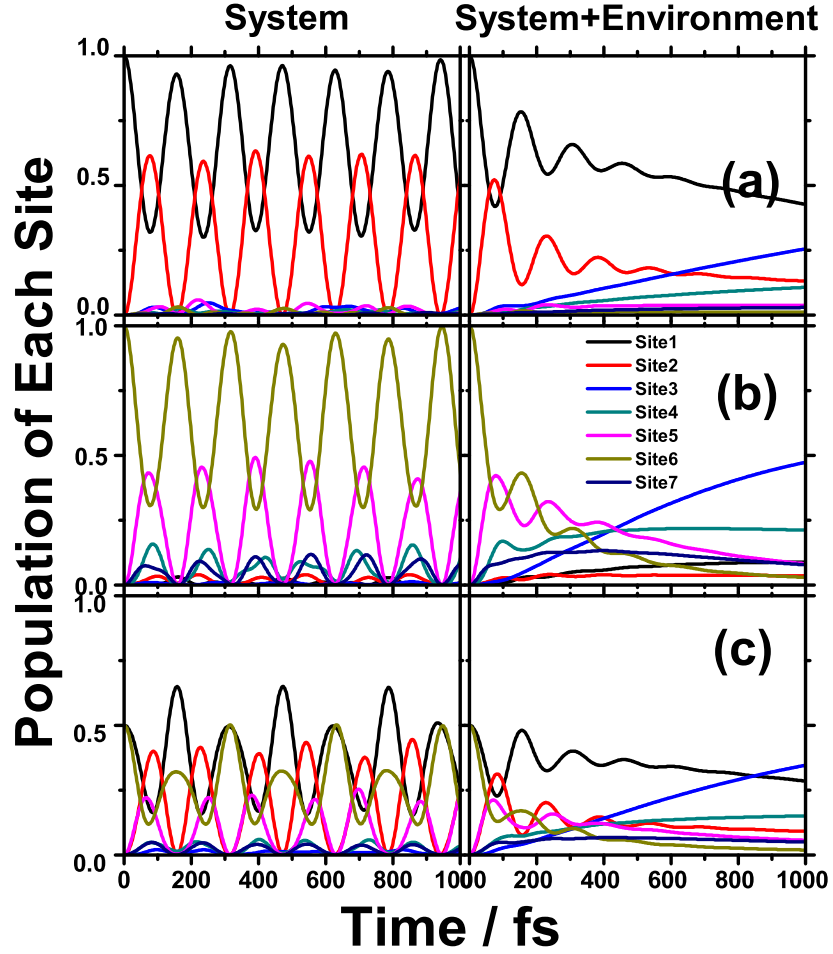 System System+Environment
Population of Each Site
1.0
(a)
0.5
0.0
1.0
Site1
Site2
Site3
(b)
Site4
0.5
Site5
Site6
Site7
0.0
1.0
(c)
0.5
0.0
0 200 400 600 800 1000 200 400 600 800 1000
Time / fs